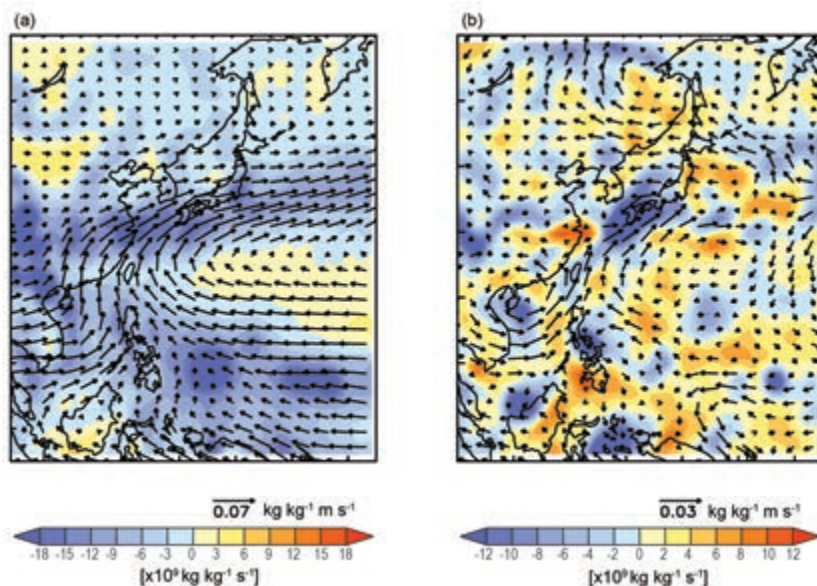 (a)
(b)
0.07 kg kg⁻¹ m s⁻¹
-18 -15 -12 -9 -3 0 3 6 9 12 15 18
[x10⁹ kg kg⁻¹ s⁻¹]
0.03 kg kg⁻¹ m s⁻¹
-12 -10 -8 -6 -4 -2 0 2 4 6 8 10 12
[x10⁹ kg kg⁻¹ s⁻¹]